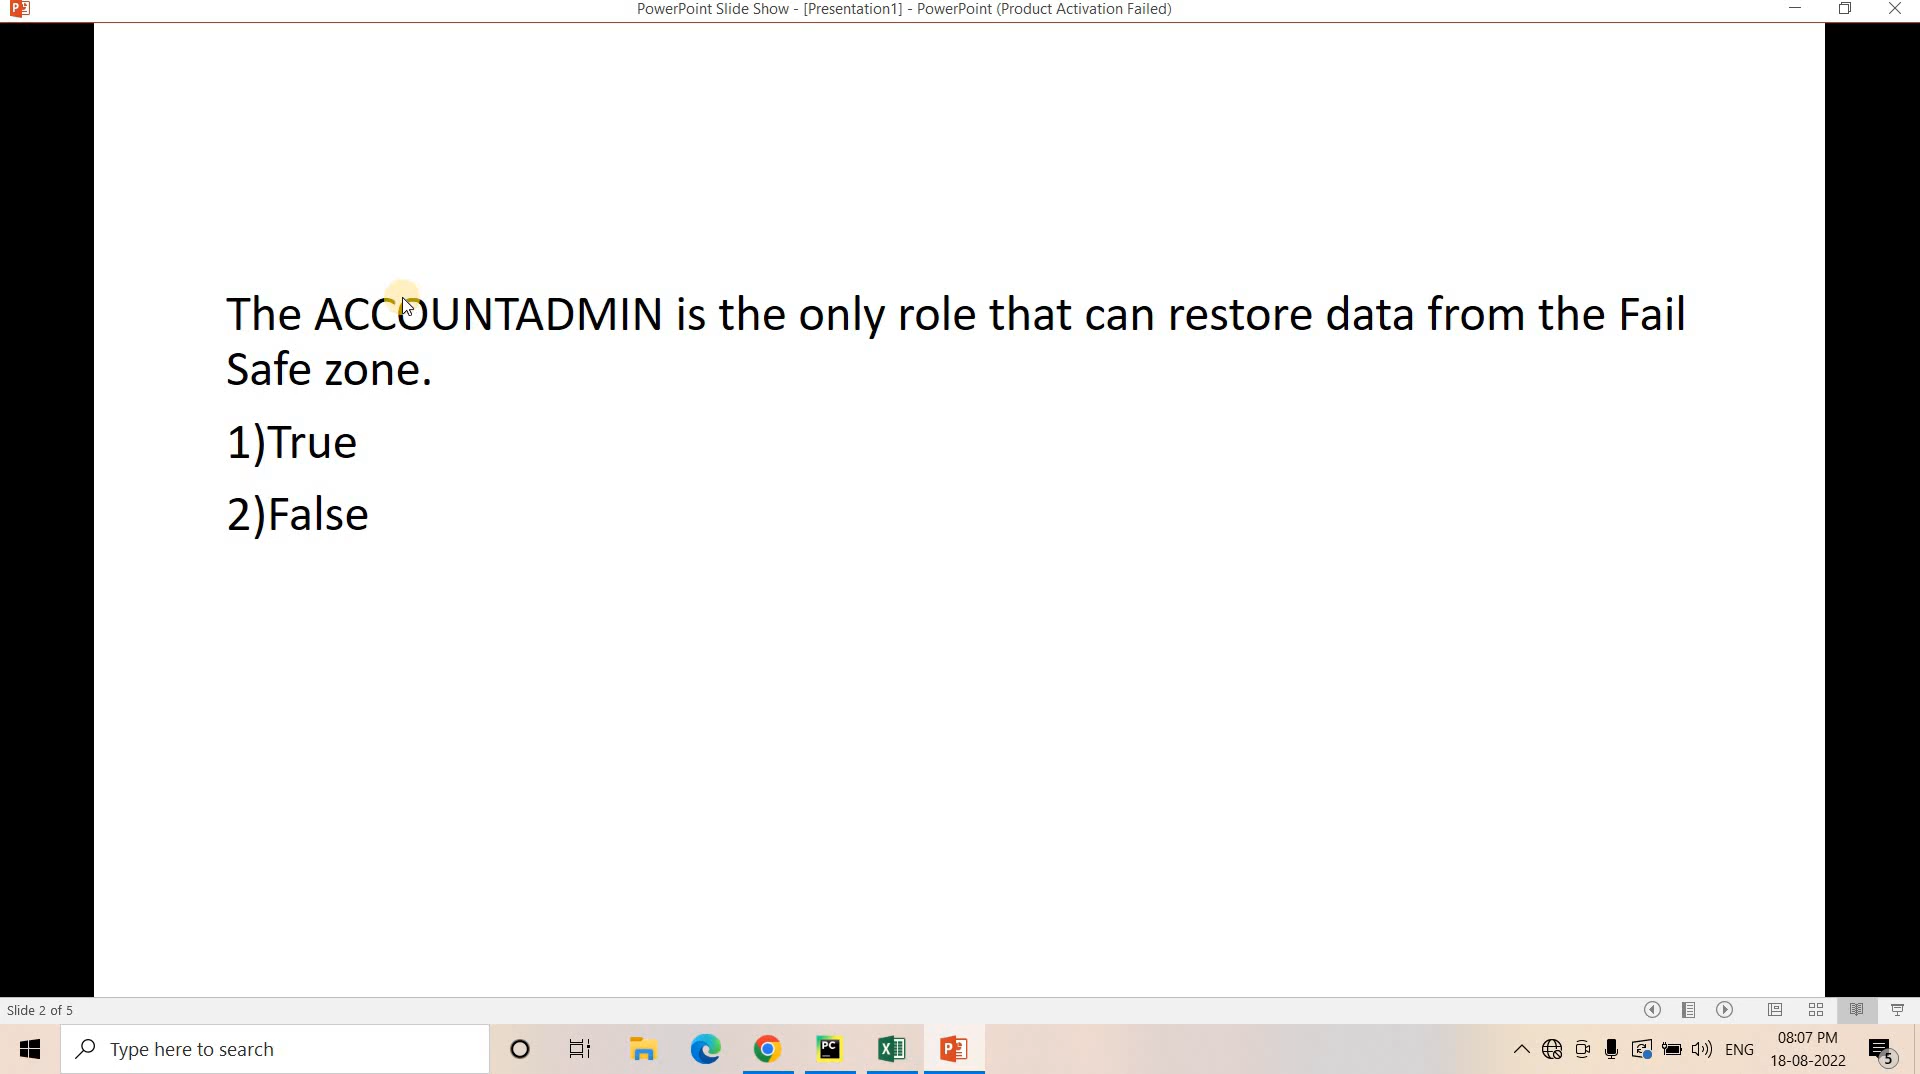 PowerPoint Slide Show - [Presentation1] - PowerPoint (Product Activation Failed)
The ACCOUNTADMIN is the only role that can restore data from the Fail
Safe zone.
1)True
2)False
Slide 2 of 5
Type here to search
PC
ENG
08:07 PM
18-08-2022
5